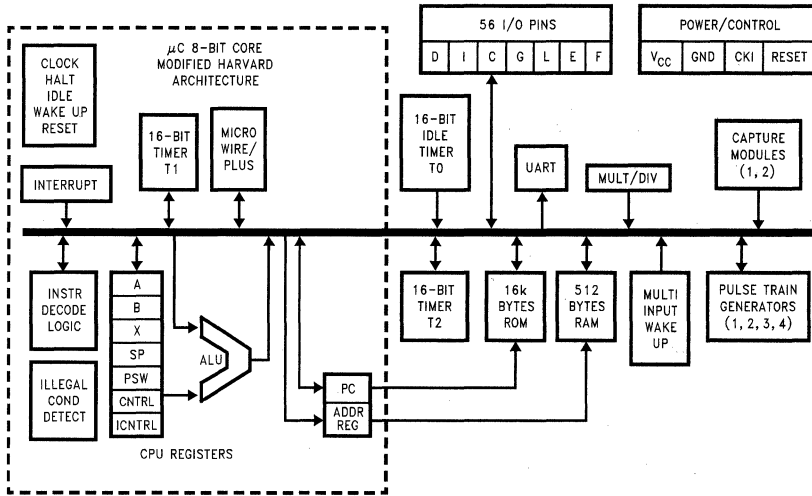 μC 8-BIT CORE
MODIFIED HARVARD
ARCHITECTURE
CLOCK
HALT
IDLE
WAKE UP
RESET
16-BIT
TIMER
T1
MICRO
WIRE/
PLUS
INTERRUPT
56 I/O PINS
D I C G L E F
POWER/CONTROL
VCC GND CKI RESET
16-BIT
IDLE
TIMER
T0
UART
MULT/DIV
CAPTURE
MODULES
(1, 2)
INSTR
DECODE
LOGIC
ILLEGAL
COND
DETECT
A
B
X
SP
PSW
CNTRL
ICNTRL
CPU REGISTERS
ALU
PC
ADDR
REG
16-BIT
TIMER
T2
16k
BYTES
ROM
512
BYTES
RAM
MULTI
INPUT
WAKE
UP
PULSE TRAIN
GENERATORS
(1, 2, 3, 4)